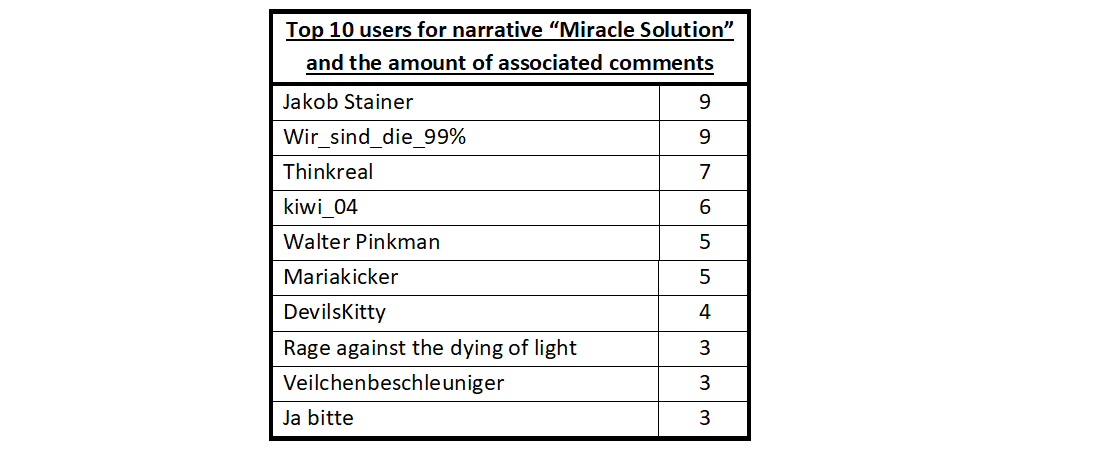 Top 10 users for narrative “Miracle Solution”
and the amount of associated comments
Jakob Stainer 9
Wir_sind_die_99% 9
Thinkreal 7
kiwi_04 6
Walter Pinkman 5
Mariakicker 5
DevilsKitty 4
Rage against the dying of light 3
Veilchenbeschleuniger 3
Ja bitte 3